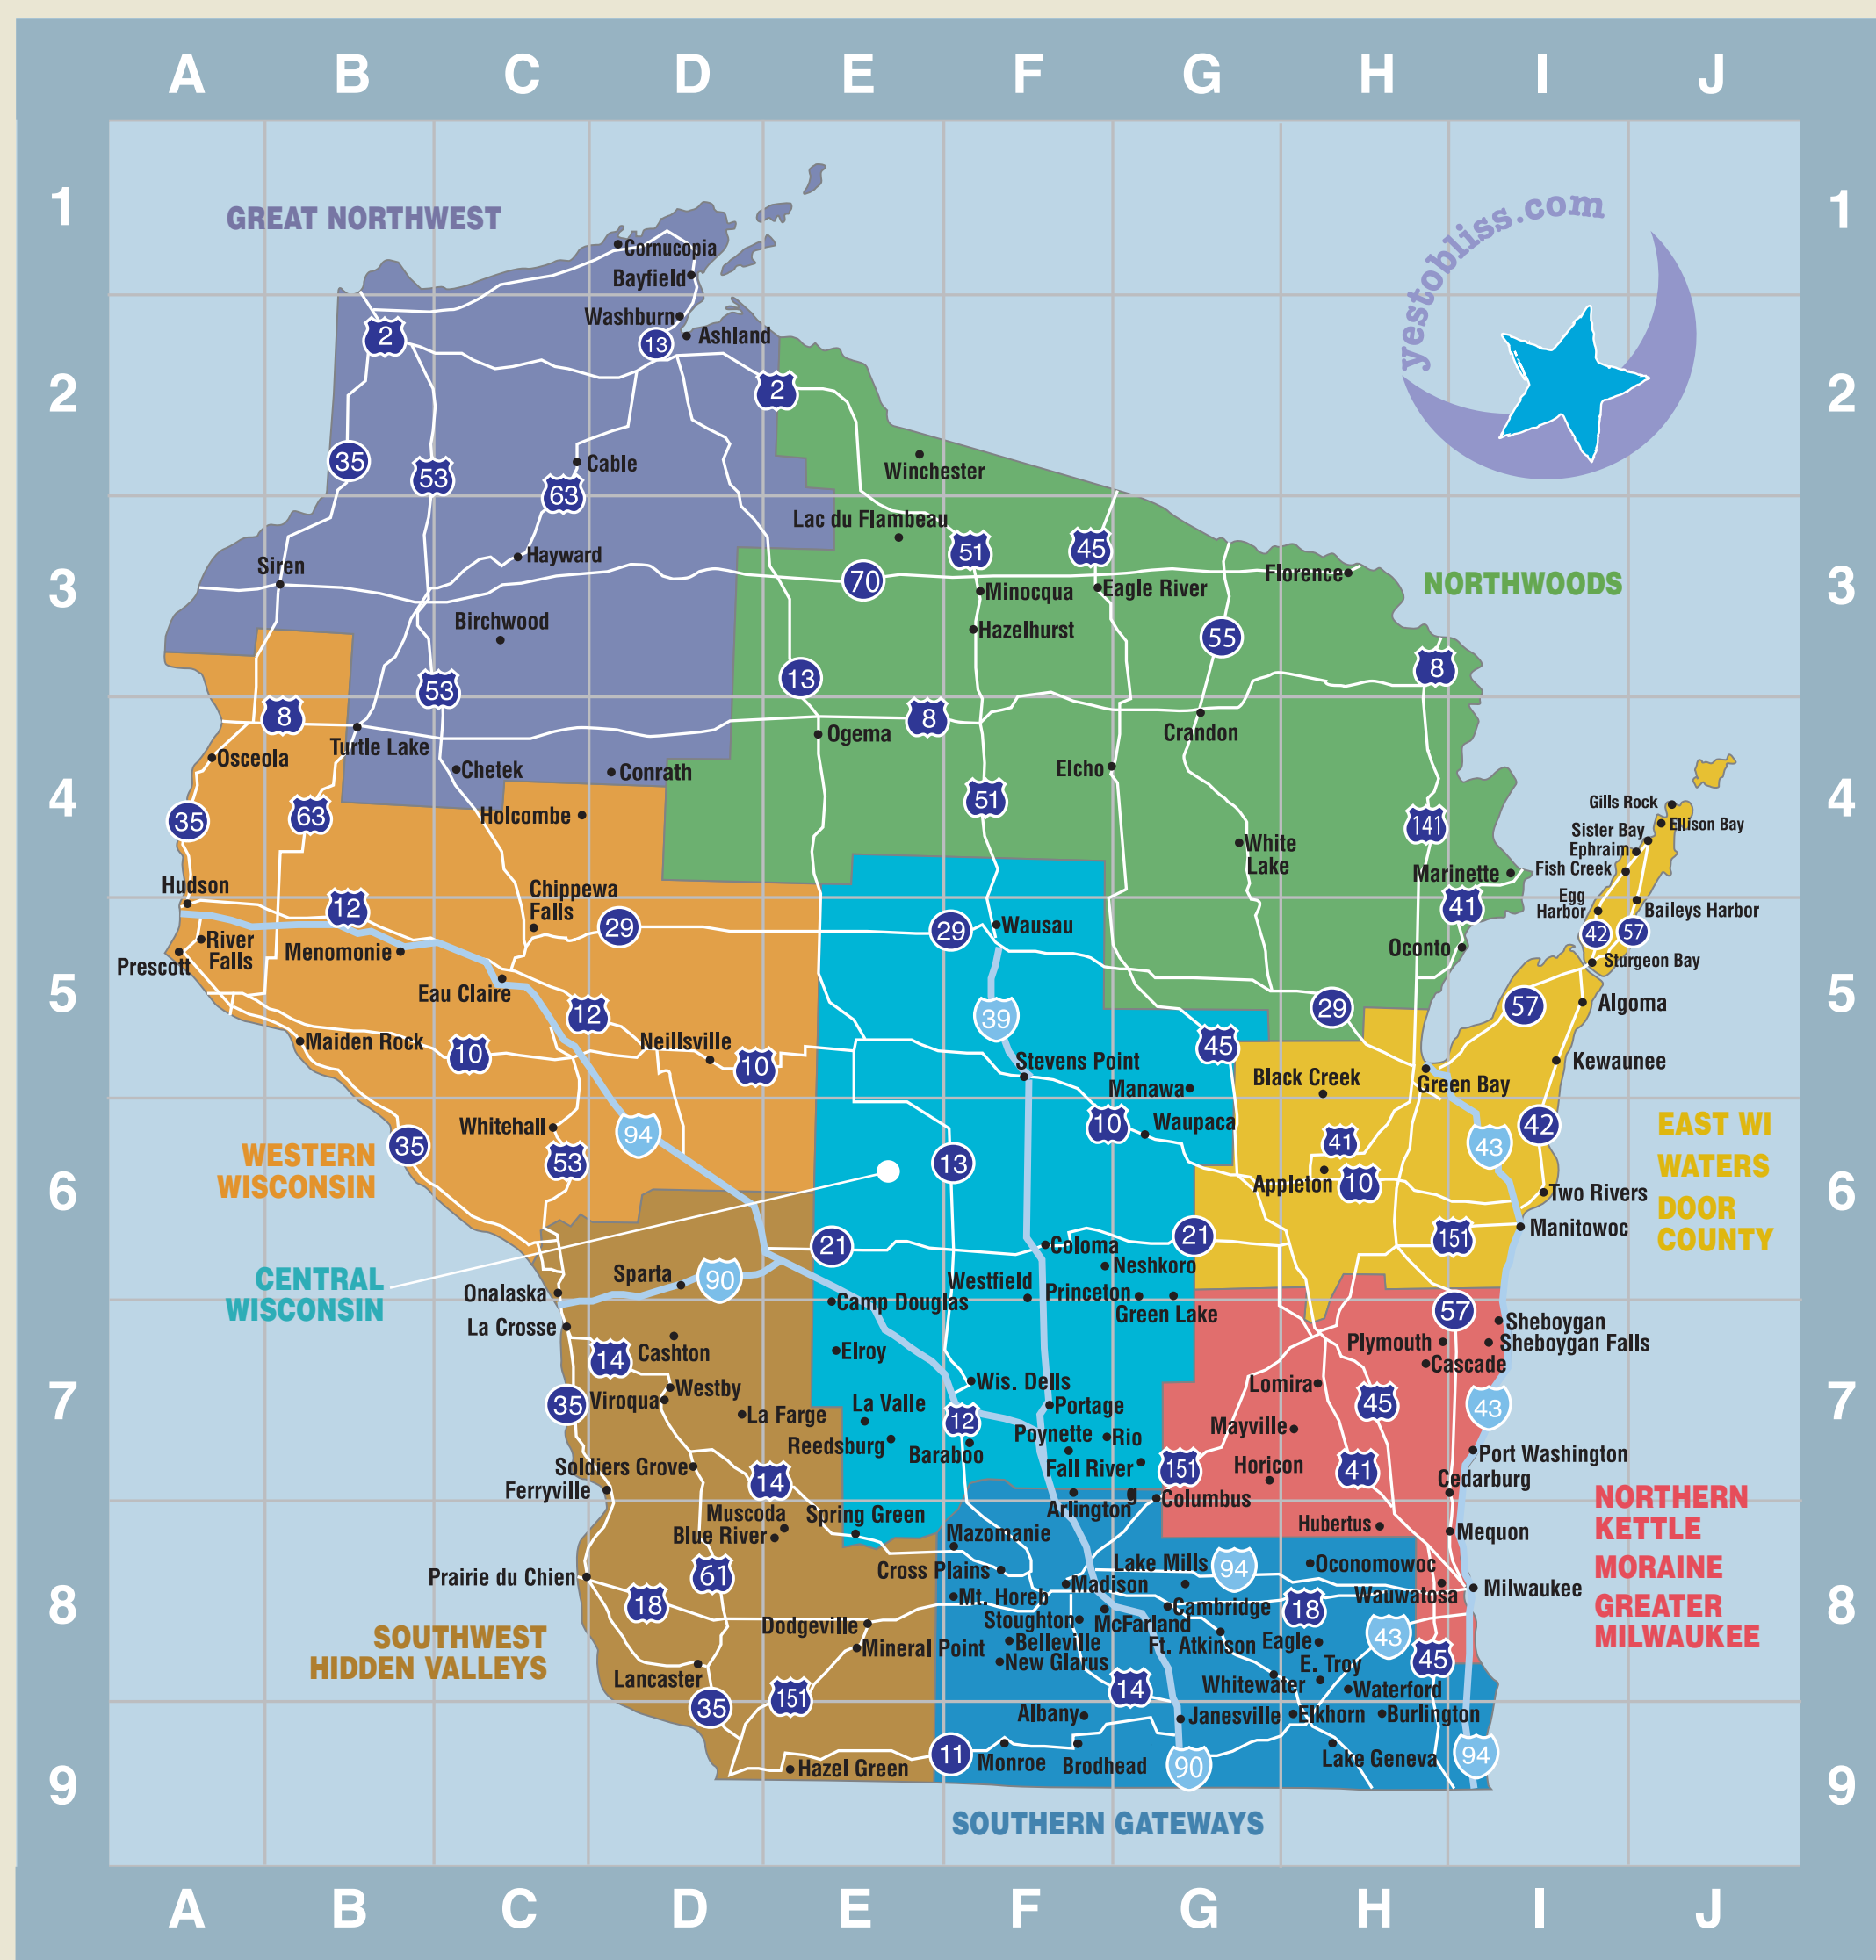 A B C D E F G H I J
1 1
GREAT NORTHWEST
yestobliss.com
Cornucopia
Bayfield
Washburn
Ashland
2 13
2 2
2
35 53 63
Cable
Winchester
Lac du Flambeau
51 45
Hayward
Siren
3 3
70
Florence
NORTHWOODS
Minocqua
Eagle River
Birchwood
Hazelhurst
55
8
53 13
8 8
Turtle Lake
Ogema
Crandon
Osceola
Chetek
Conrath
Elcho
4 4
35 63
Holcombe
51
141
Gills Rock
Ellison Bay
Sister Bay
Ephraim
Fish Creek
White
Lake
Marinette
Hudson
12
Chippewa
Falls
29 29
Wausau
41
Egg
Harbor
Baileys Harbor
42 57
River
Falls
Prescott
Menomonie
Oconto
Sturgeon Bay
Eau Claire
5 5
12 39 29 57
Algoma
Maiden Rock
10
Neillsville
10
45
Stevens Point
Kewaunee
Manawa
Black Creek
Green Bay
35
Whitehall
94
10
Waupaca
41
43 42
EAST WI
WATERS
DOOR
COUNTY
WESTERN
WISCONSIN
53 13
6 6
Appleton
10
Two Rivers
Manitowoc
21 21 151
Coloma
Neshkoro
CENTRAL
WISCONSIN
Sparta
90
Onalaska
Westfield
Princeton
Green Lake
Camp Douglas
57
La Crosse
Sheboygan
Sheboygan Falls
Plymouth
Cascade
14
Cashton
Elroy
7 7
35
Viroqua
Westby
La Farge
Wis. Dells
Lomira
45 43
La Valle
Portage
12
Reedsburg
Baraboo
Poynette
Rio
Mayville
Fall River
151
Horicon
41
Port Washington
Cedarburg
Soldiers Grove
14
Ferryville
Arlington
g
Columbus
NORTHERN
KETTLE
MORAINE
GREATER
MILWAUKEE
Muscoda
Blue River
Spring Green
Mazomanie
Hubertus
Mequon
Prairie du Chien
61
Cross Plains
Lake Mills
94
Oconomowoc
8 8
18
Mt. Horeb
Madison
Wauwatosa
Milwaukee
Stoughton
McFarland
Cambridge
18
Dodgeville
Mineral Point
Belleville
New Glarus
Ft. Atkinson
Eagle
43
SOUTHWEST
HIDDEN VALLEYS
Lancaster
151
14
Whitewater
E. Troy
Waterford
45
35
Albany
Janesville
Elkhorn
Burlington
9 9
Hazel Green
11
Monroe
Brodhead
90
Lake Geneva
94
SOUTHERN GATEWAYS
A B C D E F G H I J